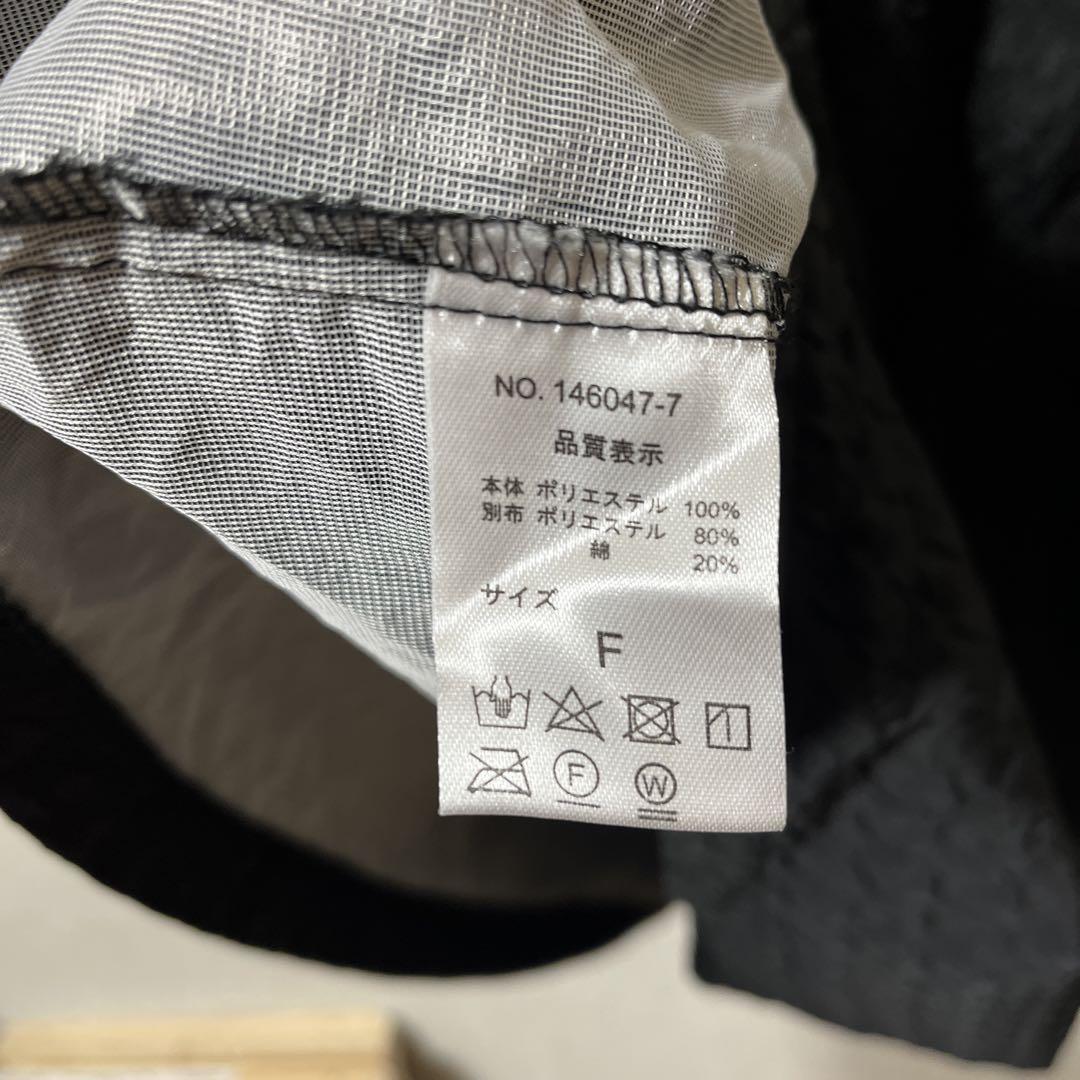 NO. 146047-7
品質表示
本体 ポリエステル 100%
別布 ポリエステル 80%
綿 20%
サイズ
F
F
W